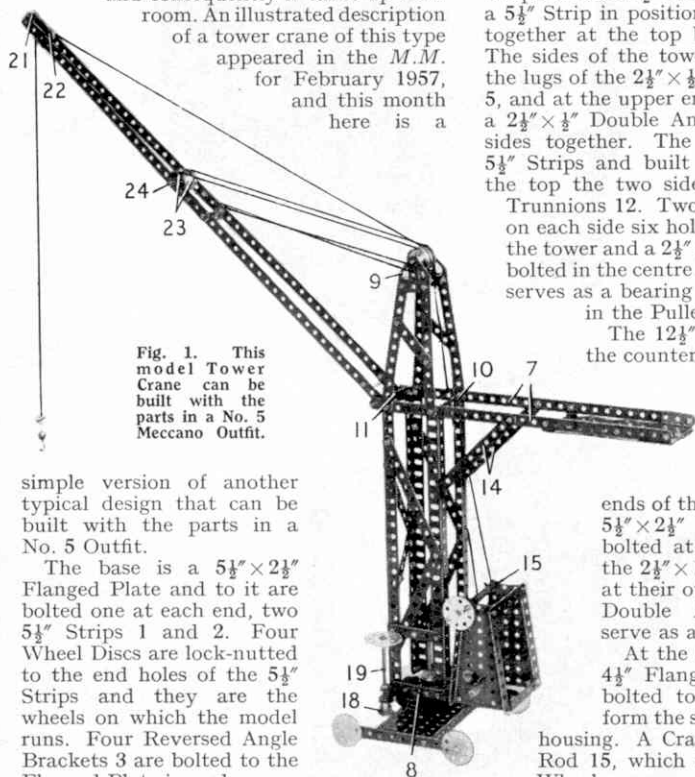 and consequently
room. An illustrated description
of a tower crane of this type
appeared in the M.M.
for February 1957,
and this month
here is a
Fig. 1. This
model Tower
Crane can be
built with the
parts in a No. 5
Meccano Outfit.
simple version of another
typical design that can be
built with the parts in a
No. 5 Outfit.
The base is a 5½″×2½″
Flanged Plate and to it are
bolted one at each end, two
5½″ Strips 1 and 2. Four
Wheel Discs are lock-nutted
to the end holes of the 5½″
Strips and they are the
wheels on which the model
runs. Four Reversed Angle
Brackets 3 are bolted to the
a 5½″ Strip in position
together at the top
The sides of the tow
the lugs of the 2½″×½
5, and at the upper en
a 2½″×½″ Double An
sides together. The
5½″ Strips and built
the top the two side
Trunnions 12. Two
on each side six hol
the tower and a 2½″
bolted in the centre
serves as a bearing
in the Pulle
The 12½″
the counter
ends of th
5½″×2½″
bolted at
the 2½″×
at their o
Double
serve as a
At the
4½″ Flang
bolted to
form the s
housing. A Cra
Rod 15, which
21
22
24
23
9
10
7
11
14
15
19
18
8